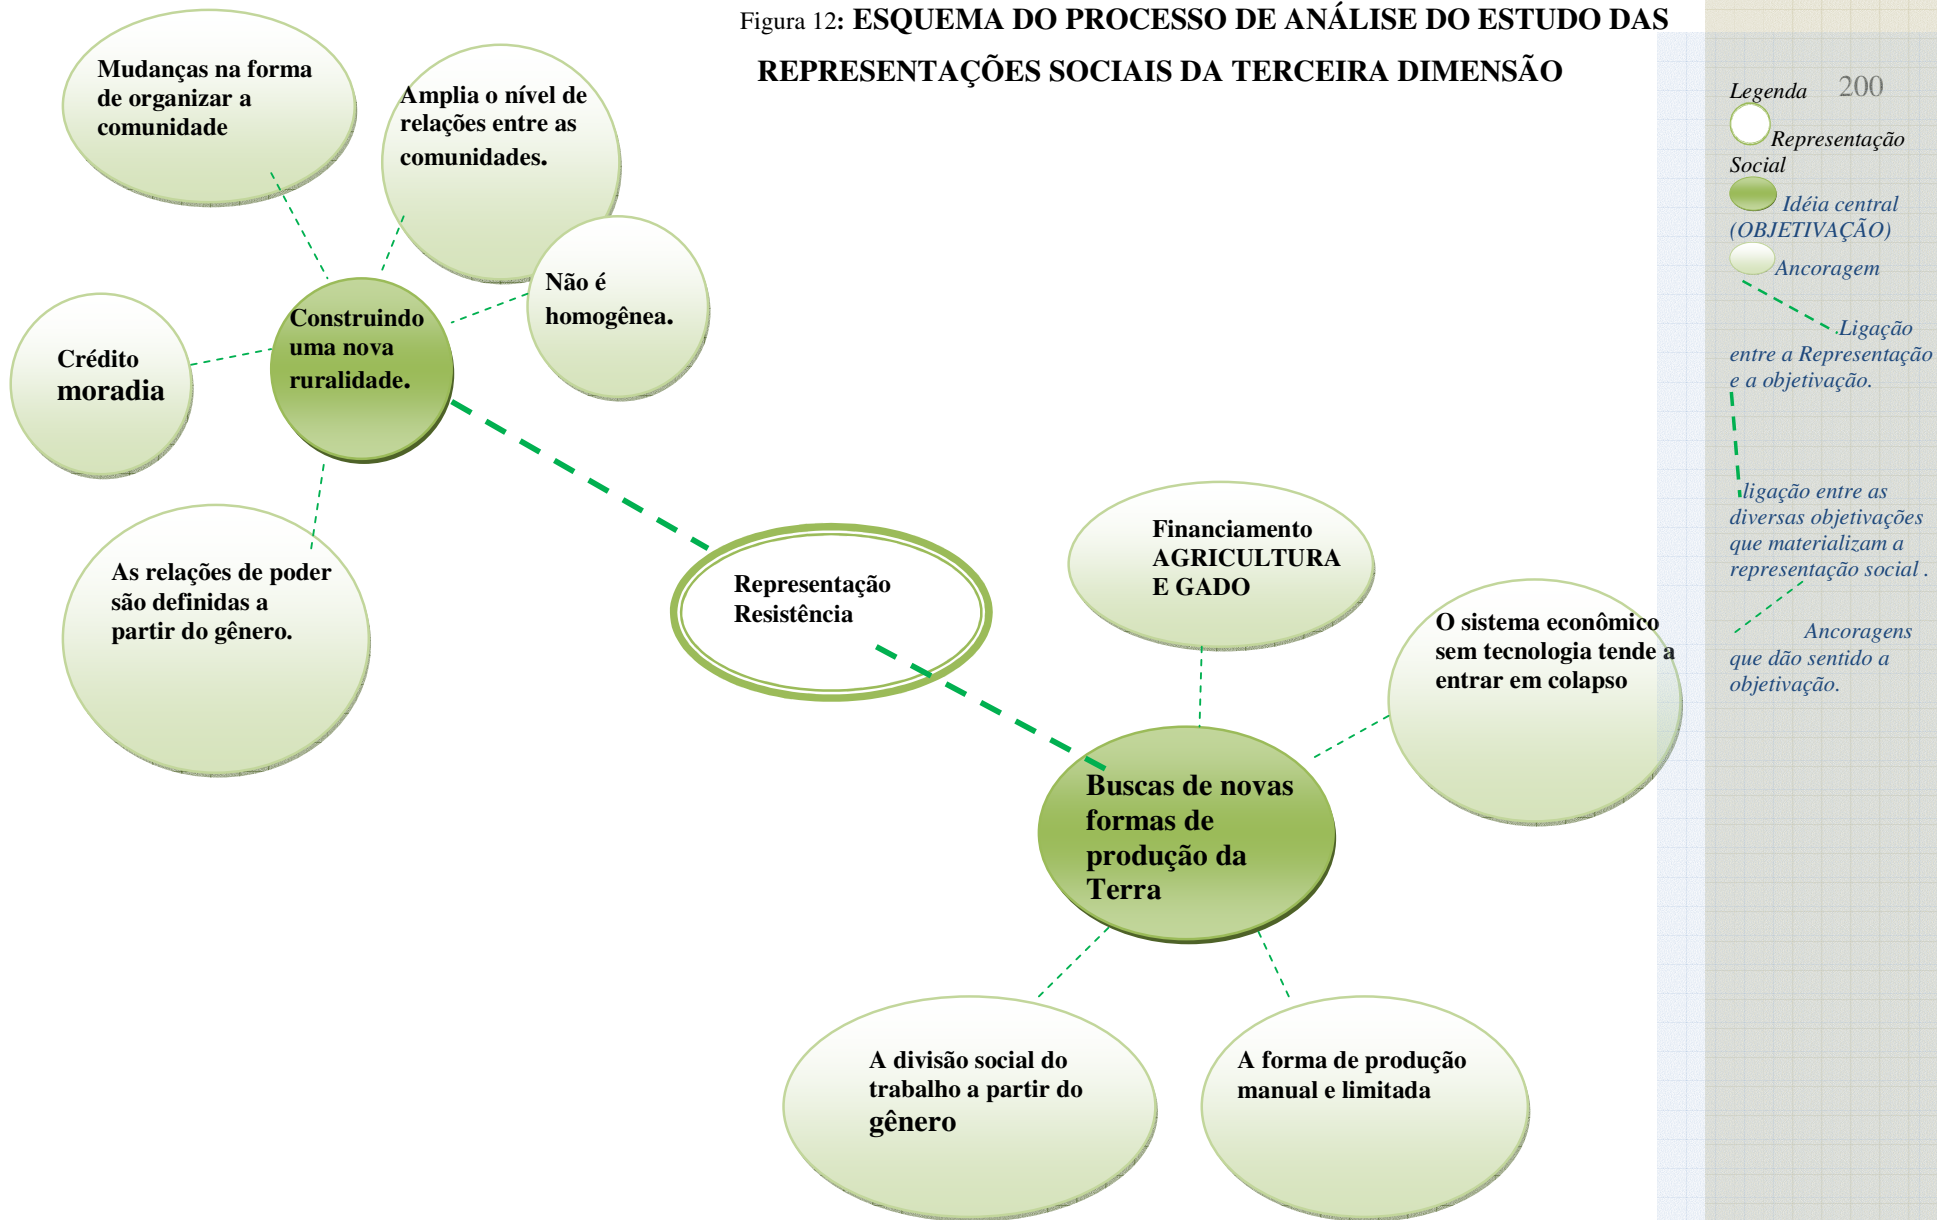 Figura 12: ESQUEMA DO PROCESSO DE ANÁLISE DO ESTUDO DAS
REPRESENTAÇÕES SOCIAIS DA TERCEIRA DIMENSÃO
Mudanças na forma
de organizar a
comunidade
Amplia o nível de
relações entre as
comunidades.
Não é
homogênea.
Construindo
uma nova
ruralidade.
Crédito
moradia
As relações de poder
são definidas a
partir do gênero.
Representação
Resistência
Financiamento
AGRICULTURA
E GADO
O sistema econômico
sem tecnologia tende a
entrar em colapso
Buscas de novas
formas de
produção da
Terra
A divisão social do
trabalho a partir do
gênero
A forma de produção
manual e limitada
200
Legenda
Representação
Social
Idéia central
(OBJETIVAÇÃO)
Ancoragem
Ligação
entre a Representação
e a objetivação.
ligação entre as
diversas objetivações
que materializam a
representação social .
Ancoragens
que dão sentido a
objetivação.